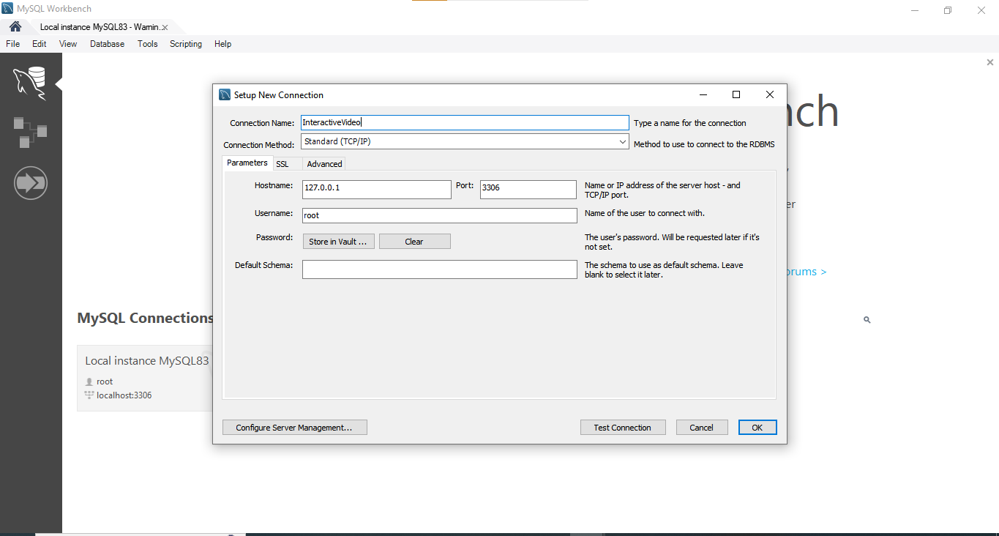 MySQL Workbench
Local instance MySQL83 - Warnin...
File Edit View Database Tools Scripting Help
Setup New Connection
Connection Name: InteractiveVideo Type a name for the connection
Connection Method: Standard (TCP/IP) Method to use to connect to the RDBMS
Parameters SSL Advanced
Hostname: 127.0.0.1 Port: 3306 Name or IP address of the server host - and
TCP/IP port.
Username: root Name of the user to connect with.
Password: Store in Vault ... Clear The user's password. Will be requested later if it's
not set.
Default Schema: The schema to use as default schema. Leave
blank to select it later.
Configure Server Management... Test Connection Cancel OK
nch
er
orums >
MySQL Connections
Local instance MySQL83
root
localhost:3306